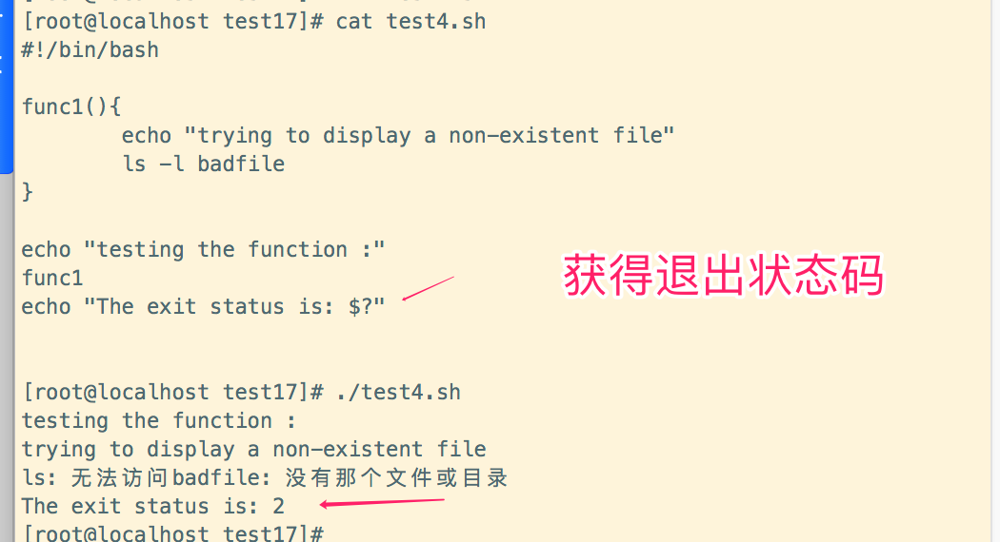 [root@localhost test17]# cat test4.sh
#!/bin/bash
func1(){
echo "trying to display a non-existent file"
ls -l badfile
}
echo "testing the function :"
func1
echo "The exit status is: $?"
获得退出状态码
[root@localhost test17]# ./test4.sh
testing the function :
trying to display a non-existent file
ls: 无法访问badfile: 没有那个文件或目录
The exit status is: 2
[root@localhost test17]#